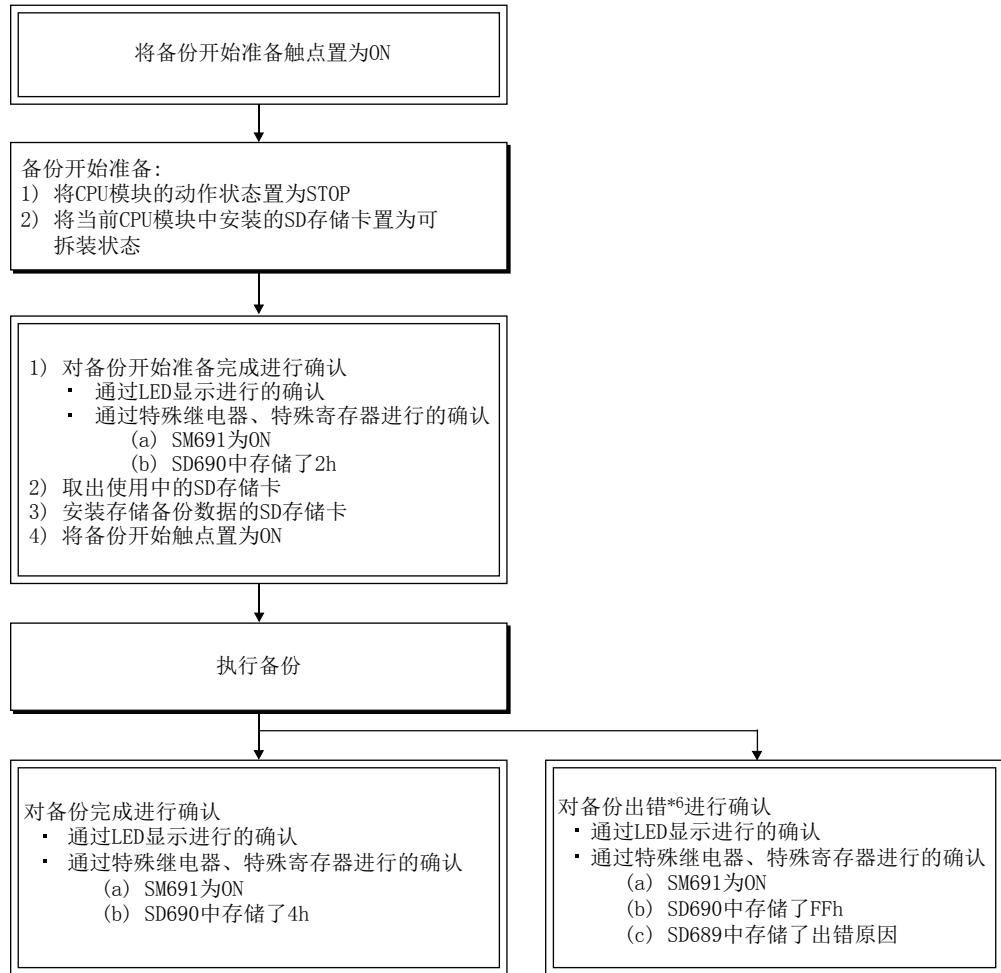 将备份开始准备触点置为ON
备份开始准备:
1) 将CPU模块的动作状态置为STOP
2) 将当前CPU模块中安装的SD存储卡置为可
拆装状态
1) 对备份开始准备完成进行确认
・ 通过LED显示进行的确认
・ 通过特殊继电器、特殊寄存器进行的确认
(a) SM691为ON
(b) SD690中存储了2h
2) 取出使用中的SD存储卡
3) 安装存储备份数据的SD存储卡
4) 将备份开始触点置为ON
执行备份
对备份完成进行确认
・ 通过LED显示进行的确认
・ 通过特殊继电器、特殊寄存器进行的确认
(a) SM691为ON
(b) SD690中存储了4h
对备份出错*6进行确认
・通过LED显示进行的确认
・通过特殊继电器、特殊寄存器进行的确认
(a) SM691为ON
(b) SD690中存储了FFh
(c) SD689中存储了出错原因